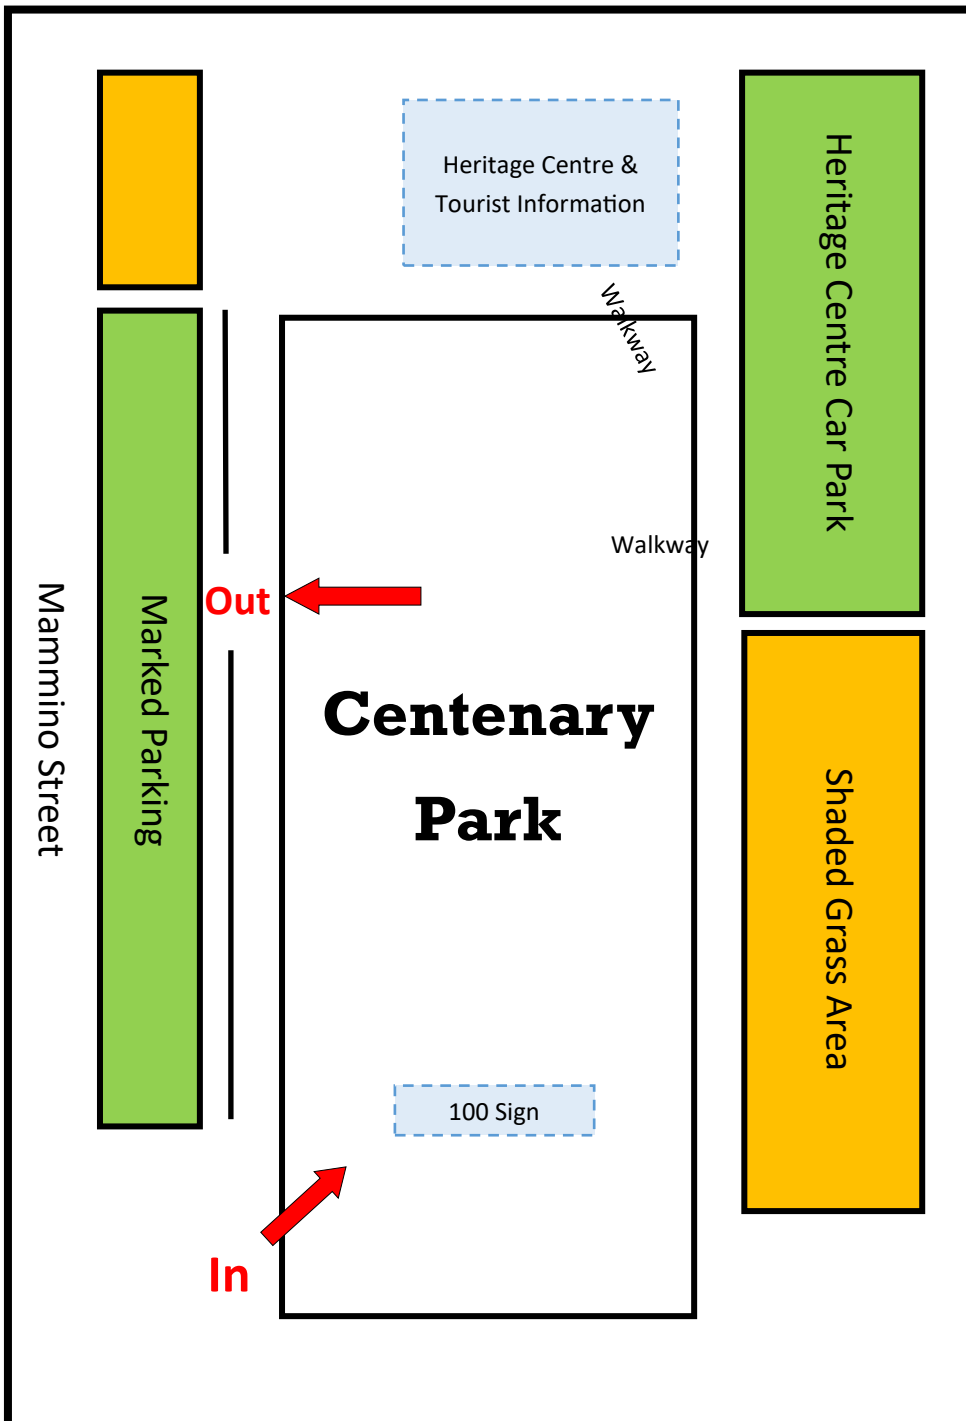 Heritage Centre &
Tourist Information
Heritage Centre Car Park
Walkway
Walkway
Out
Mammino Street
Marked Parking
Centenary
Park
Shaded Grass Area
100 Sign
In